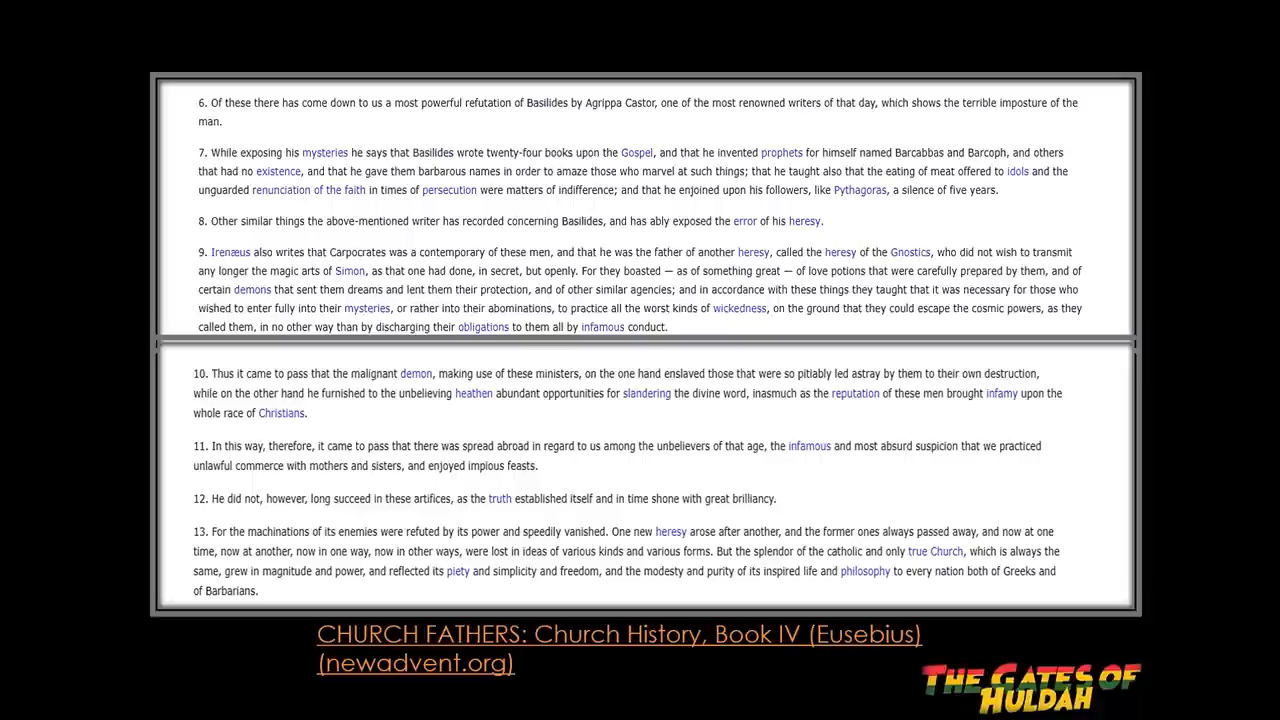 6. Of these there has come down to us a most powerful refutation of Basilides by Agrippa Castor, one of the most renowned writers of that day, which shows the terrible imposture of the
man.
7. While exposing his mysteries he says that Basilides wrote twenty-four books upon the Gospel, and that he invented prophets for himself named Barcabbas and Barcoph, and others
that had no existence, and that he gave them barbarous names in order to amaze those who marvel at such things; that he taught also that the eating of meat offered to idols and the
unguarded renunciation of the faith in times of persecution were matters of indifference; and that he enjoined upon his followers, like Pythagoras, a silence of five years.
8. Other similar things the above-mentioned writer has recorded concerning Basilides, and has ably exposed the error of his heresy.
9. Irenæus also writes that Carpocrates was a contemporary of these men, and that he was the father of another heresy, called the heresy of the Gnostics, who did not wish to transmit
any longer the magic arts of Simon, as that one had done, in secret, but openly. For they boasted — as of something great — of love potions that were carefully prepared by them, and of
certain demons that sent them dreams and lent them their protection, and of other similar agencies; and in accordance with these things they taught that it was necessary for those who
wished to enter fully into their mysteries, or rather into their abominations, to practice all the worst kinds of wickedness, on the ground that they could escape the cosmic powers, as they
called them, in no other way than by discharging their obligations to them all by infamous conduct.
10. Thus it came to pass that the malignant demon, making use of these ministers, on the one hand enslaved those that were so pitiably led astray by them to their own destruction,
while on the other hand he furnished to the unbelieving heathen abundant opportunities for slandering the divine word, inasmuch as the reputation of these men brought infamy upon the
whole race of Christians.
11. In this way, therefore, it came to pass that there was spread abroad in regard to us among the unbelievers of that age, the infamous and most absurd suspicion that we practiced
unlawful commerce with mothers and sisters, and enjoyed impious feasts.
12. He did not, however, long succeed in these artifices, as the truth established itself and in time shone with great brilliancy.
13. For the machinations of its enemies were refuted by its power and speedily vanished. One new heresy arose after another, and the former ones always passed away, and now at one
time, now at another, now in one way, now in other ways, were lost in ideas of various kinds and various forms. But the splendor of the catholic and only true Church, which is always the
same, grew in magnitude and power, and reflected its piety and simplicity and freedom, and the modesty and purity of its inspired life and philosophy to every nation both of Greeks and
of Barbarians.
CHURCH FATHERS: Church History, Book IV (Eusebius)
(newadvent.org)
THE GATES OF
HULDAH